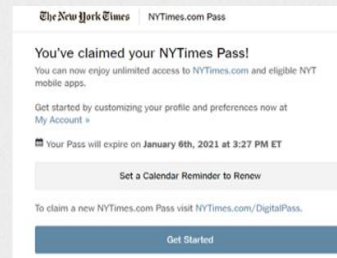 The New York Times | NYTimes.com Pass
You've claimed your NYTimes Pass!
You can now enjoy unlimited access to NYTimes.com and eligible NYT
mobile apps.
Get started by customizing your profile and preferences now at
My Account »
Your Pass will expire on January 6th, 2021 at 3:27 PM ET
Set a Calendar Reminder to Renew
To claim a new NYTimes.com Pass visit NYTimes.com/DigitalPass.
Get Started